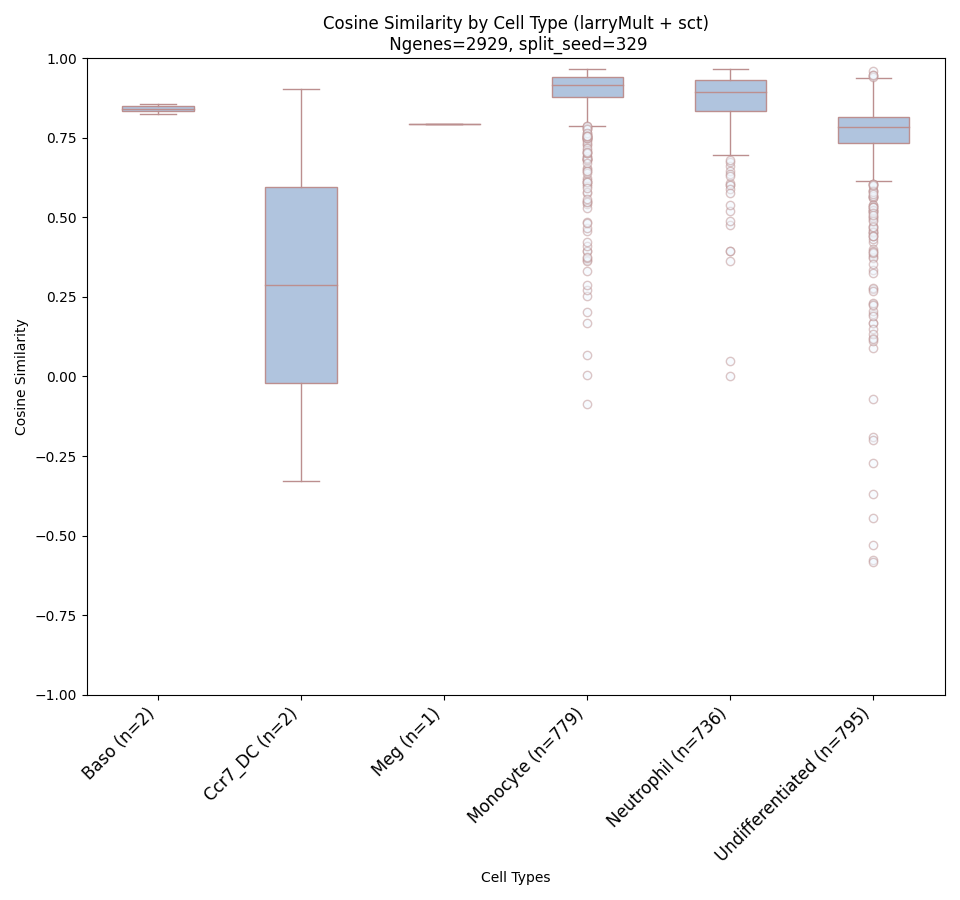 Cosine Similarity by Cell Type (larryMult + sct)
Ngenes=2929, split_seed=329
1.00
0.75
0.50
0.25
0.00
−0.25
−0.50
−0.75
−1.00
Cosine Similarity
Baso (n=2)
Ccr7_DC (n=2)
Meg (n=1)
Monocyte (n=779)
Neutrophil (n=736)
Undifferentiated (n=795)
Cell Types